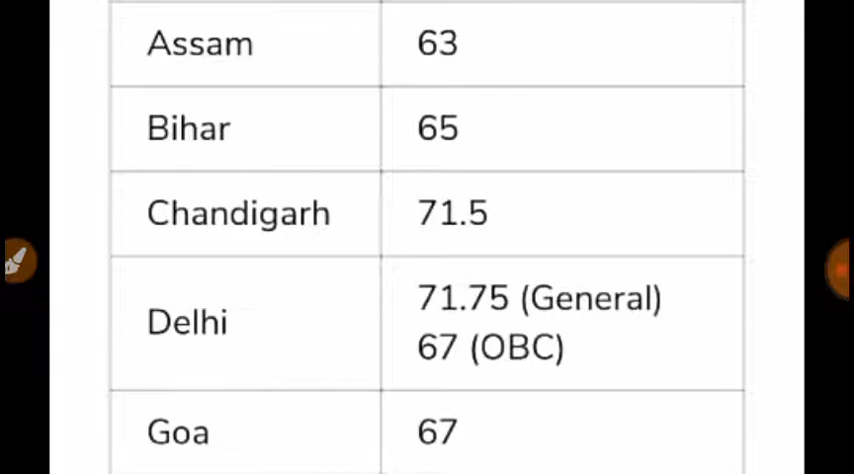 Assam 63
Bihar 65
Chandigarh 71.5
Delhi 71.75 (General)
67 (OBC)
Goa 67